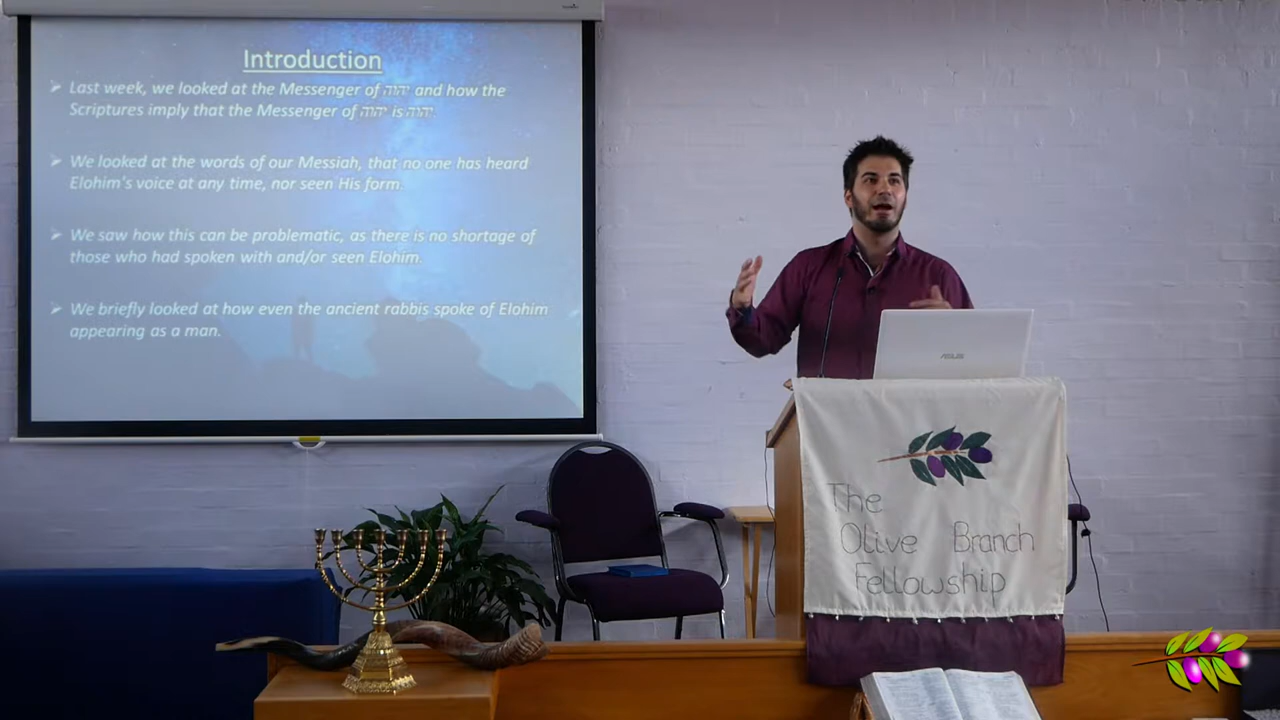 Introduction
➢ Last week, we looked at the Messenger of יהוה and how the
Scriptures imply that the Messenger of יהוה is יהוה.
➢ We looked at the words of our Messiah, that no one has heard
Elohim's voice at any time, nor seen His form.
➢ We saw how this can be problematic, as there is no shortage of
those who had spoken with and/or seen Elohim.
➢ We briefly looked at how even the ancient rabbis spoke of Elohim
appearing as a man.
ASUS
The
Olive Branch
Fellowship